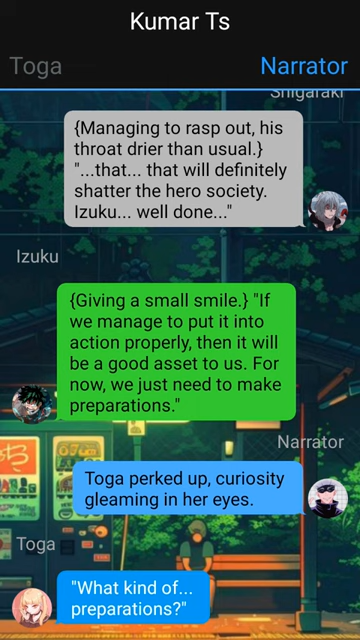 Kumar Ts
Toga
Narrator
Shigaraki
{Managing to rasp out, his
throat drier than usual.}
"...that... that will definitely
shatter the hero society.
Izuku... well done..."
Izuku
{Giving a small smile.} "If
we manage to put it into
action properly, then it will
be a good asset to us. For
now, we just need to make
preparations."
Narrator
Toga perked up, curiosity
gleaming in her eyes.
Toga
"What kind of...
preparations?"